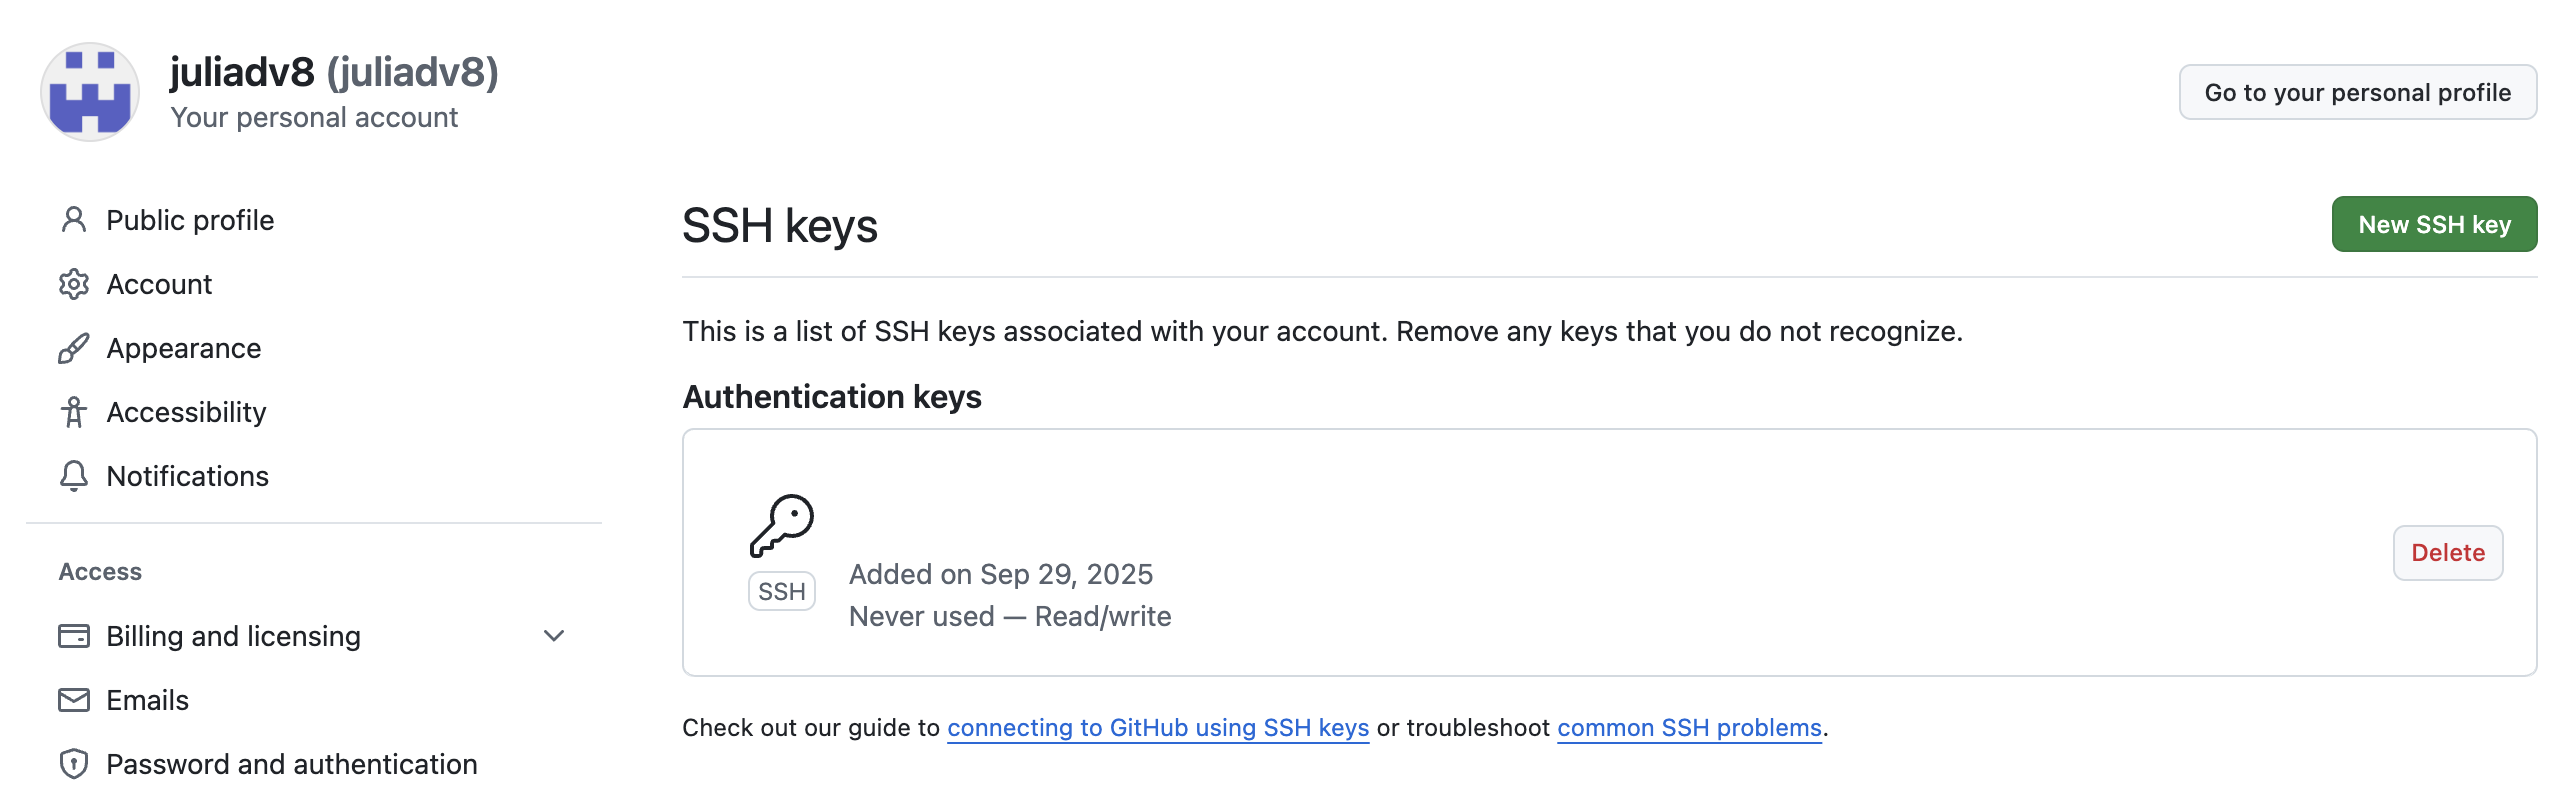 juliadv8 (juliadv8)
Your personal account
Go to your personal profile
Public profile
Account
Appearance
Accessibility
Notifications
Access
Billing and licensing
Emails
Password and authentication
SSH keys
New SSH key
This is a list of SSH keys associated with your account. Remove any keys that you do not recognize.
Authentication keys
SSH
Added on Sep 29, 2025
Never used — Read/write
Delete
Check out our guide to connecting to GitHub using SSH keys or troubleshoot common SSH problems.